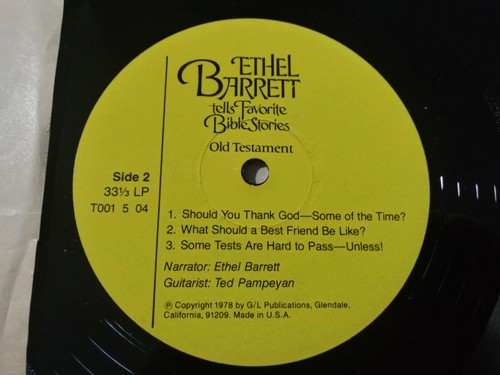 ETHEL
BARRETT
tells Favorite
Bible Stories
Old Testament
Side 2
33⅓ LP
T001 5 04
1. Should You Thank God—Some of the Time?
2. What Should a Best Friend Be Like?
3. Some Tests Are Hard to Pass—Unless!
Narrator: Ethel Barrett
Guitarist: Ted Pampeyan
℗ Copyright 1978 by G/L Publications, Glendale,
California, 91209. Made in U.S.A.